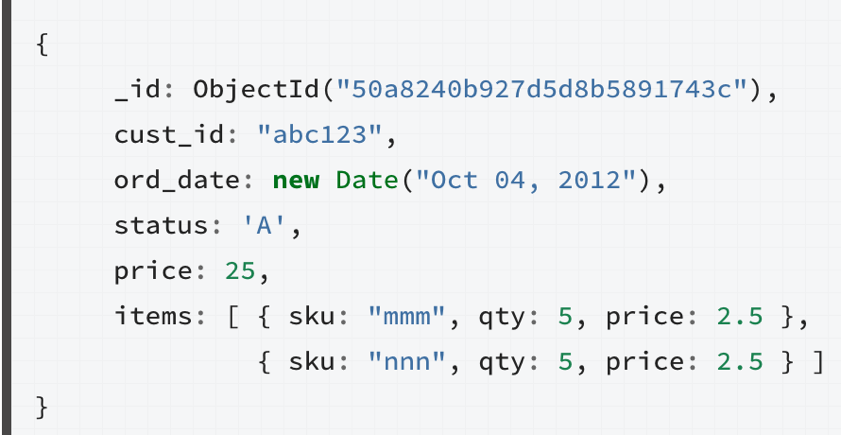 {
_id: ObjectId("50a8240b927d5d8b5891743c"),
cust_id: "abc123",
ord_date: new Date("Oct 04, 2012"),
status: 'A',
price: 25,
items: [ { sku: "mmm", qty: 5, price: 2.5 },
{ sku: "nnn", qty: 5, price: 2.5 } ]
}